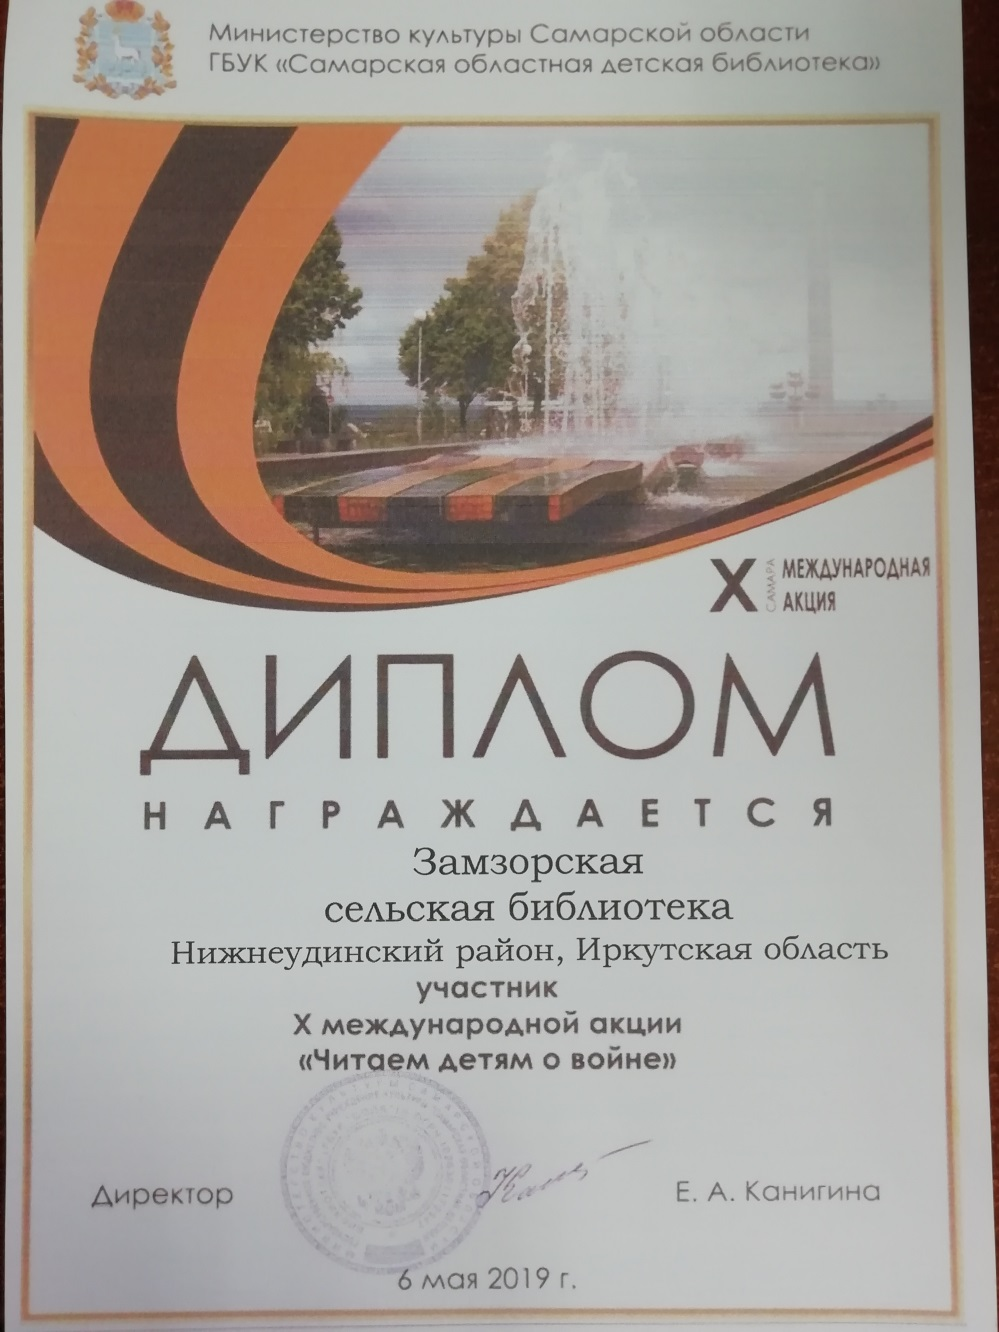 Министерство культуры Самарской области
ГБУК «Самарская областная детская библиотека»
X САМАРА МЕЖДУНАРОДНАЯ
АКЦИЯ
ДИПЛОМ
НАГРАЖДАЕТСЯ
Замзорская
сельская библиотека
Нижнеудинский район, Иркутская область
участник
X международной акции
«Читаем детям о войне»
Директор
Е. А. Канигина
6 мая 2019 г.